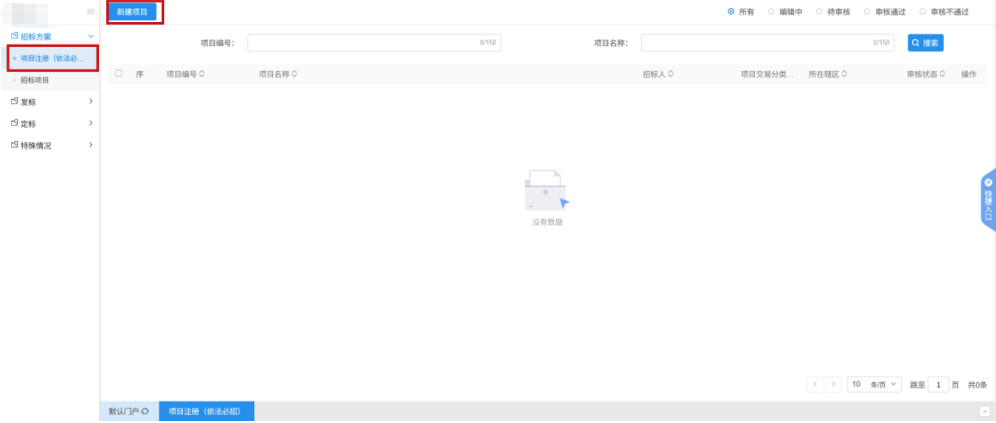 新建项目
所有 编辑中 待审核 审核通过 审核不通过
招标方案
项目注册（依法必...
招标项目
发标
定标
特殊情况
项目编号： 0/150 项目名称： 0/150 搜索
序 项目编号 项目名称 招标人 项目交易分类... 所在辖区 审核状态 操作
没有数据
快捷入口
10 条/页 跳至 1 页 共0条
默认门户 项目注册（依法必招）